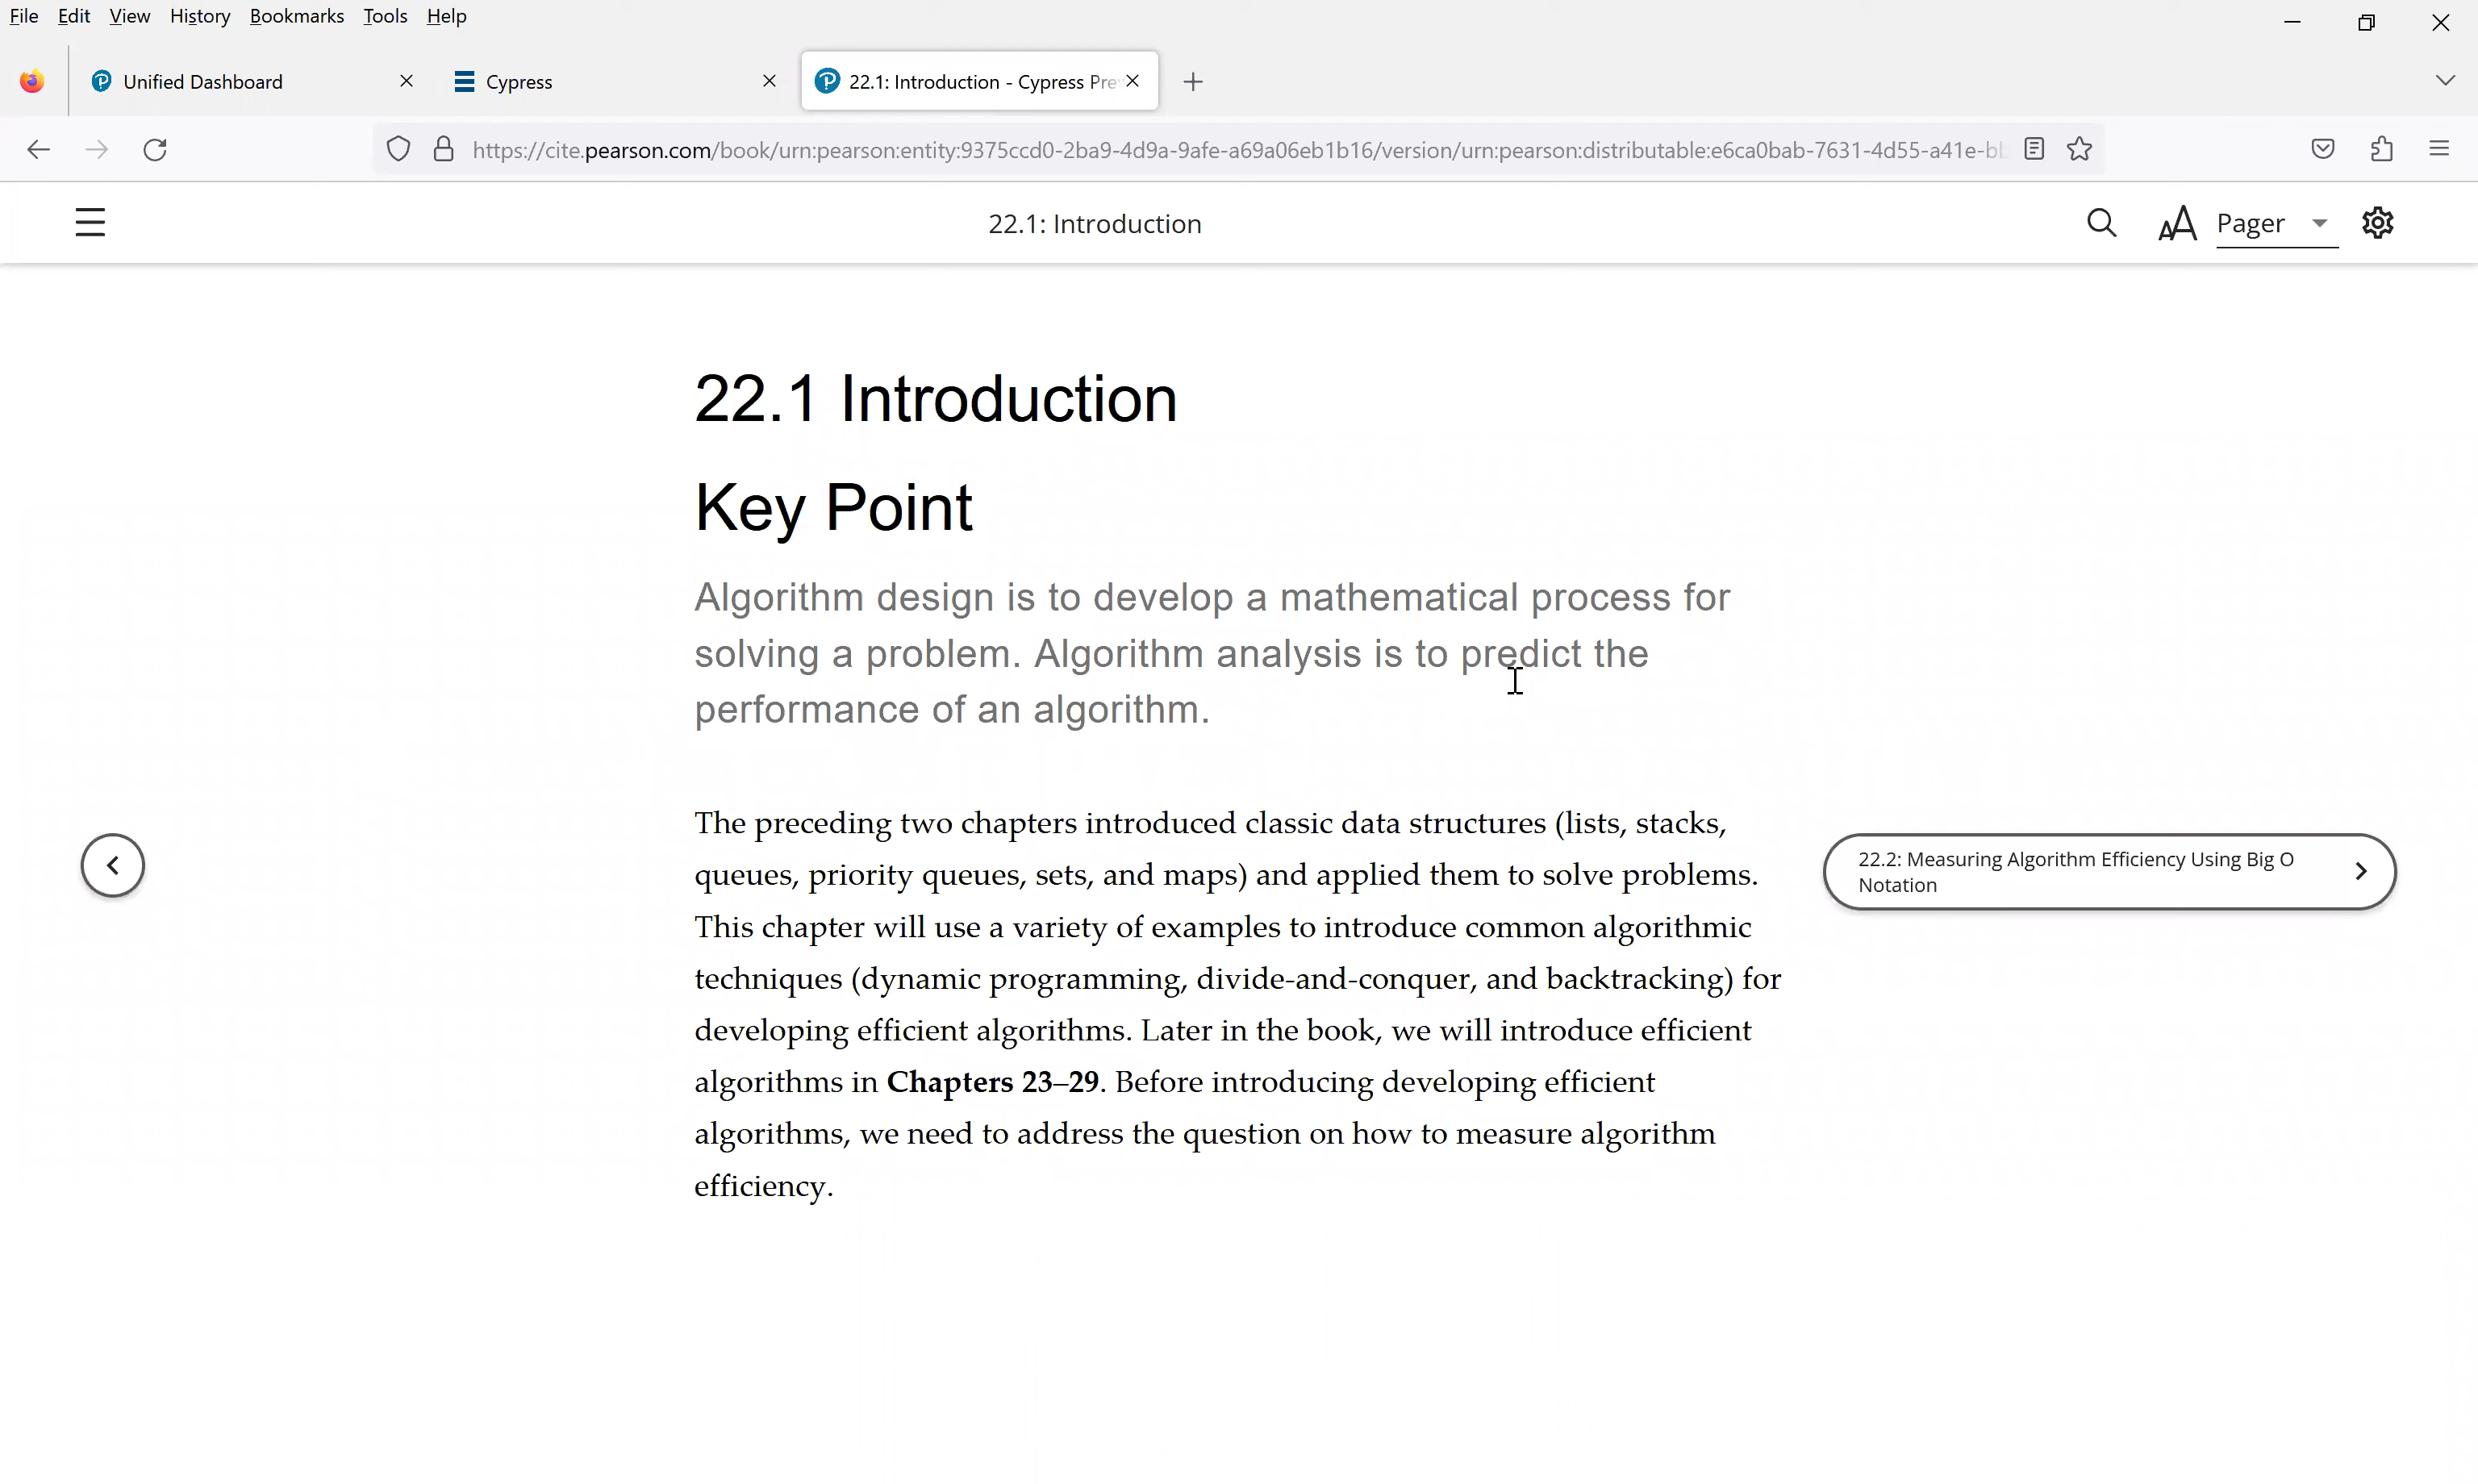 File Edit View History Bookmarks Tools Help
Unified Dashboard
Cypress
22.1: Introduction - Cypress Pre
https://cite.pearson.com/book/urn:pearson:entity:9375ccd0-2ba9-4d9a-9afe-a69a06eb1b16/version/urn:pearson:distributable:e6ca0bab-7631-4d55-a41e-b
22.1: Introduction
Pager
22.1 Introduction
Key Point
Algorithm design is to develop a mathematical process for
solving a problem. Algorithm analysis is to predict the
performance of an algorithm.
The preceding two chapters introduced classic data structures (lists, stacks,
queues, priority queues, sets, and maps) and applied them to solve problems.
This chapter will use a variety of examples to introduce common algorithmic
techniques (dynamic programming, divide-and-conquer, and backtracking) for
developing efficient algorithms. Later in the book, we will introduce efficient
algorithms in Chapters 23–29. Before introducing developing efficient
algorithms, we need to address the question on how to measure algorithm
efficiency.
22.2: Measuring Algorithm Efficiency Using Big O
Notation